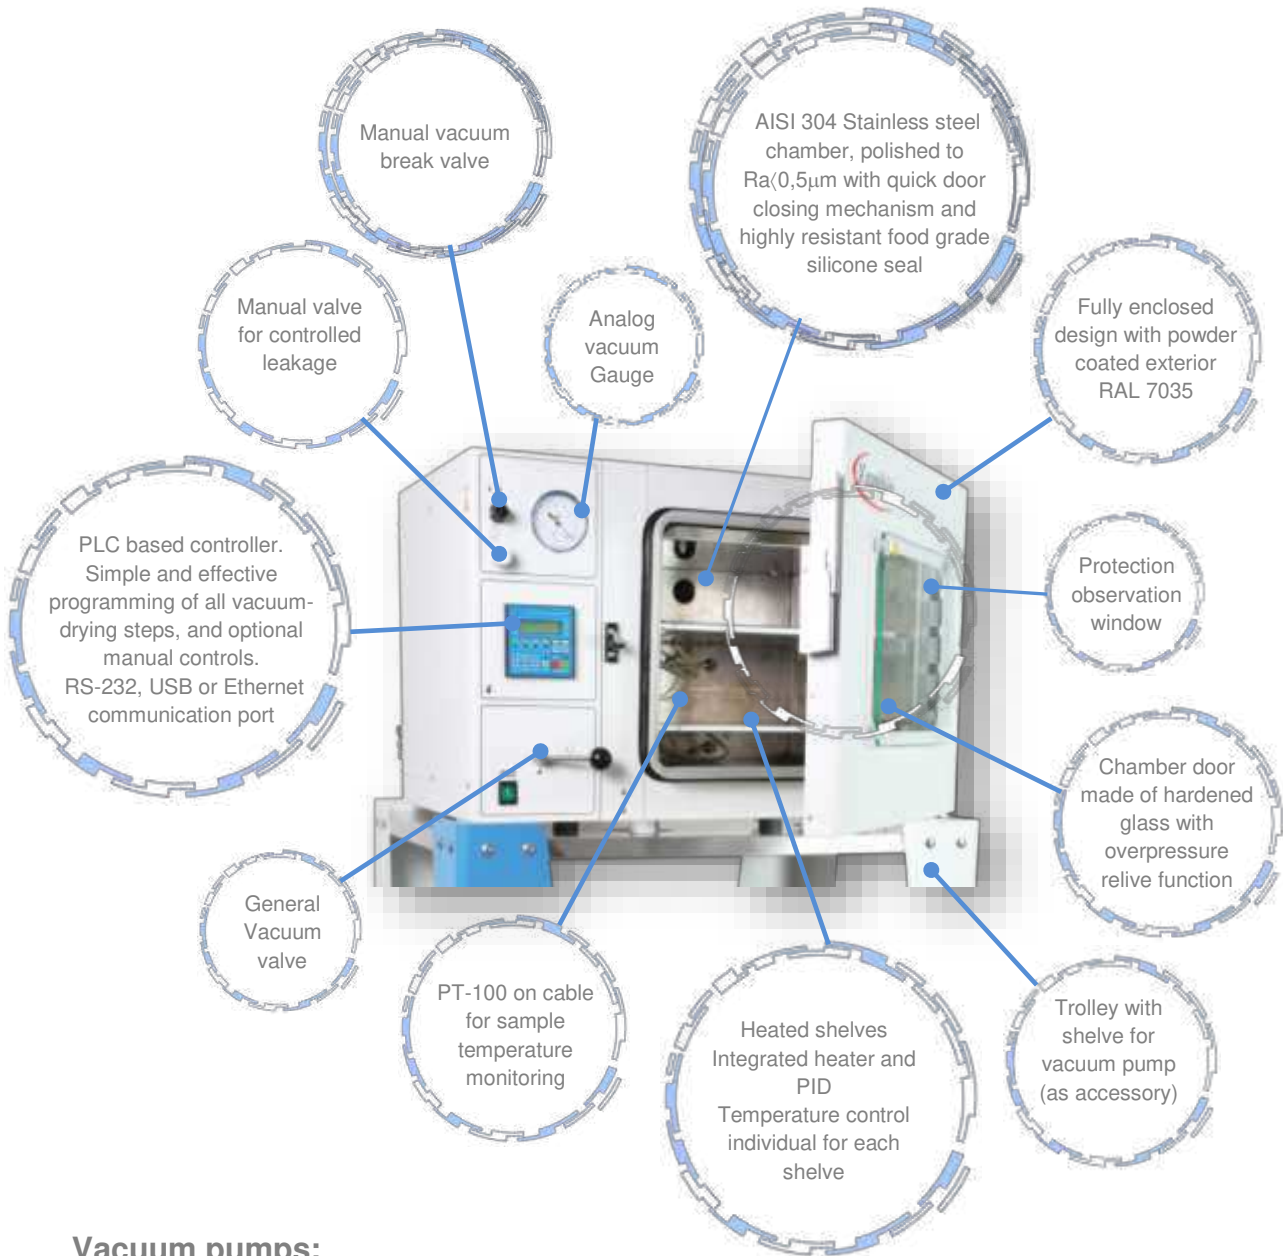 Manual vacuum
break valve
AISI 304 Stainless steel
chamber, polished to
Ra⟨0,5μm with quick door
closing mechanism and
highly resistant food grade
silicone seal
Manual valve
for controlled
leakage
Analog
vacuum
Gauge
Fully enclosed
design with powder
coated exterior
RAL 7035
PLC based controller.
Simple and effective
programming of all vacuum-
drying steps, and optional
manual controls.
RS-232, USB or Ethernet
communication port
Protection
observation
window
Chamber door
made of hardened
glass with
overpressure
relive function
General
Vacuum
valve
PT-100 on cable
for sample
temperature
monitoring
Heated shelves
Integrated heater and
PID
Temperature control
individual for each
shelve
Trolley with
shelve for
vacuum pump
(as accessory)
Vacuum pumps: